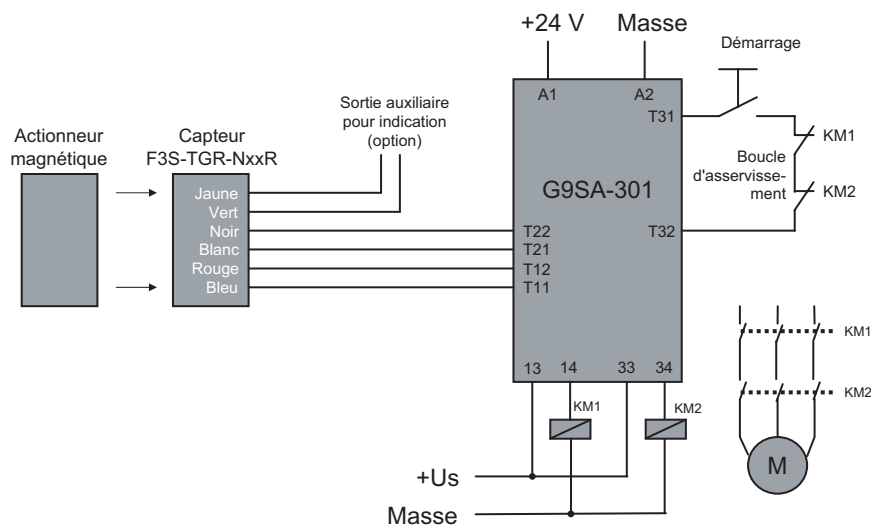 +24 V
Masse
Démarrage
A1
A2
T31
Sortie auxiliaire
pour indication
(option)
Actionneur
magnétique
Capteur
F3S-TGR-NxxR
KM1
Boucle
d'asservisse-
ment
KM2
G9SA-301
Jaune
Vert
Noir
Blanc
Rouge
Bleu
T22
T21
T12
T11
T32
13
14
33
34
KM1
KM2
KM1
KM2
M
+Us
Masse